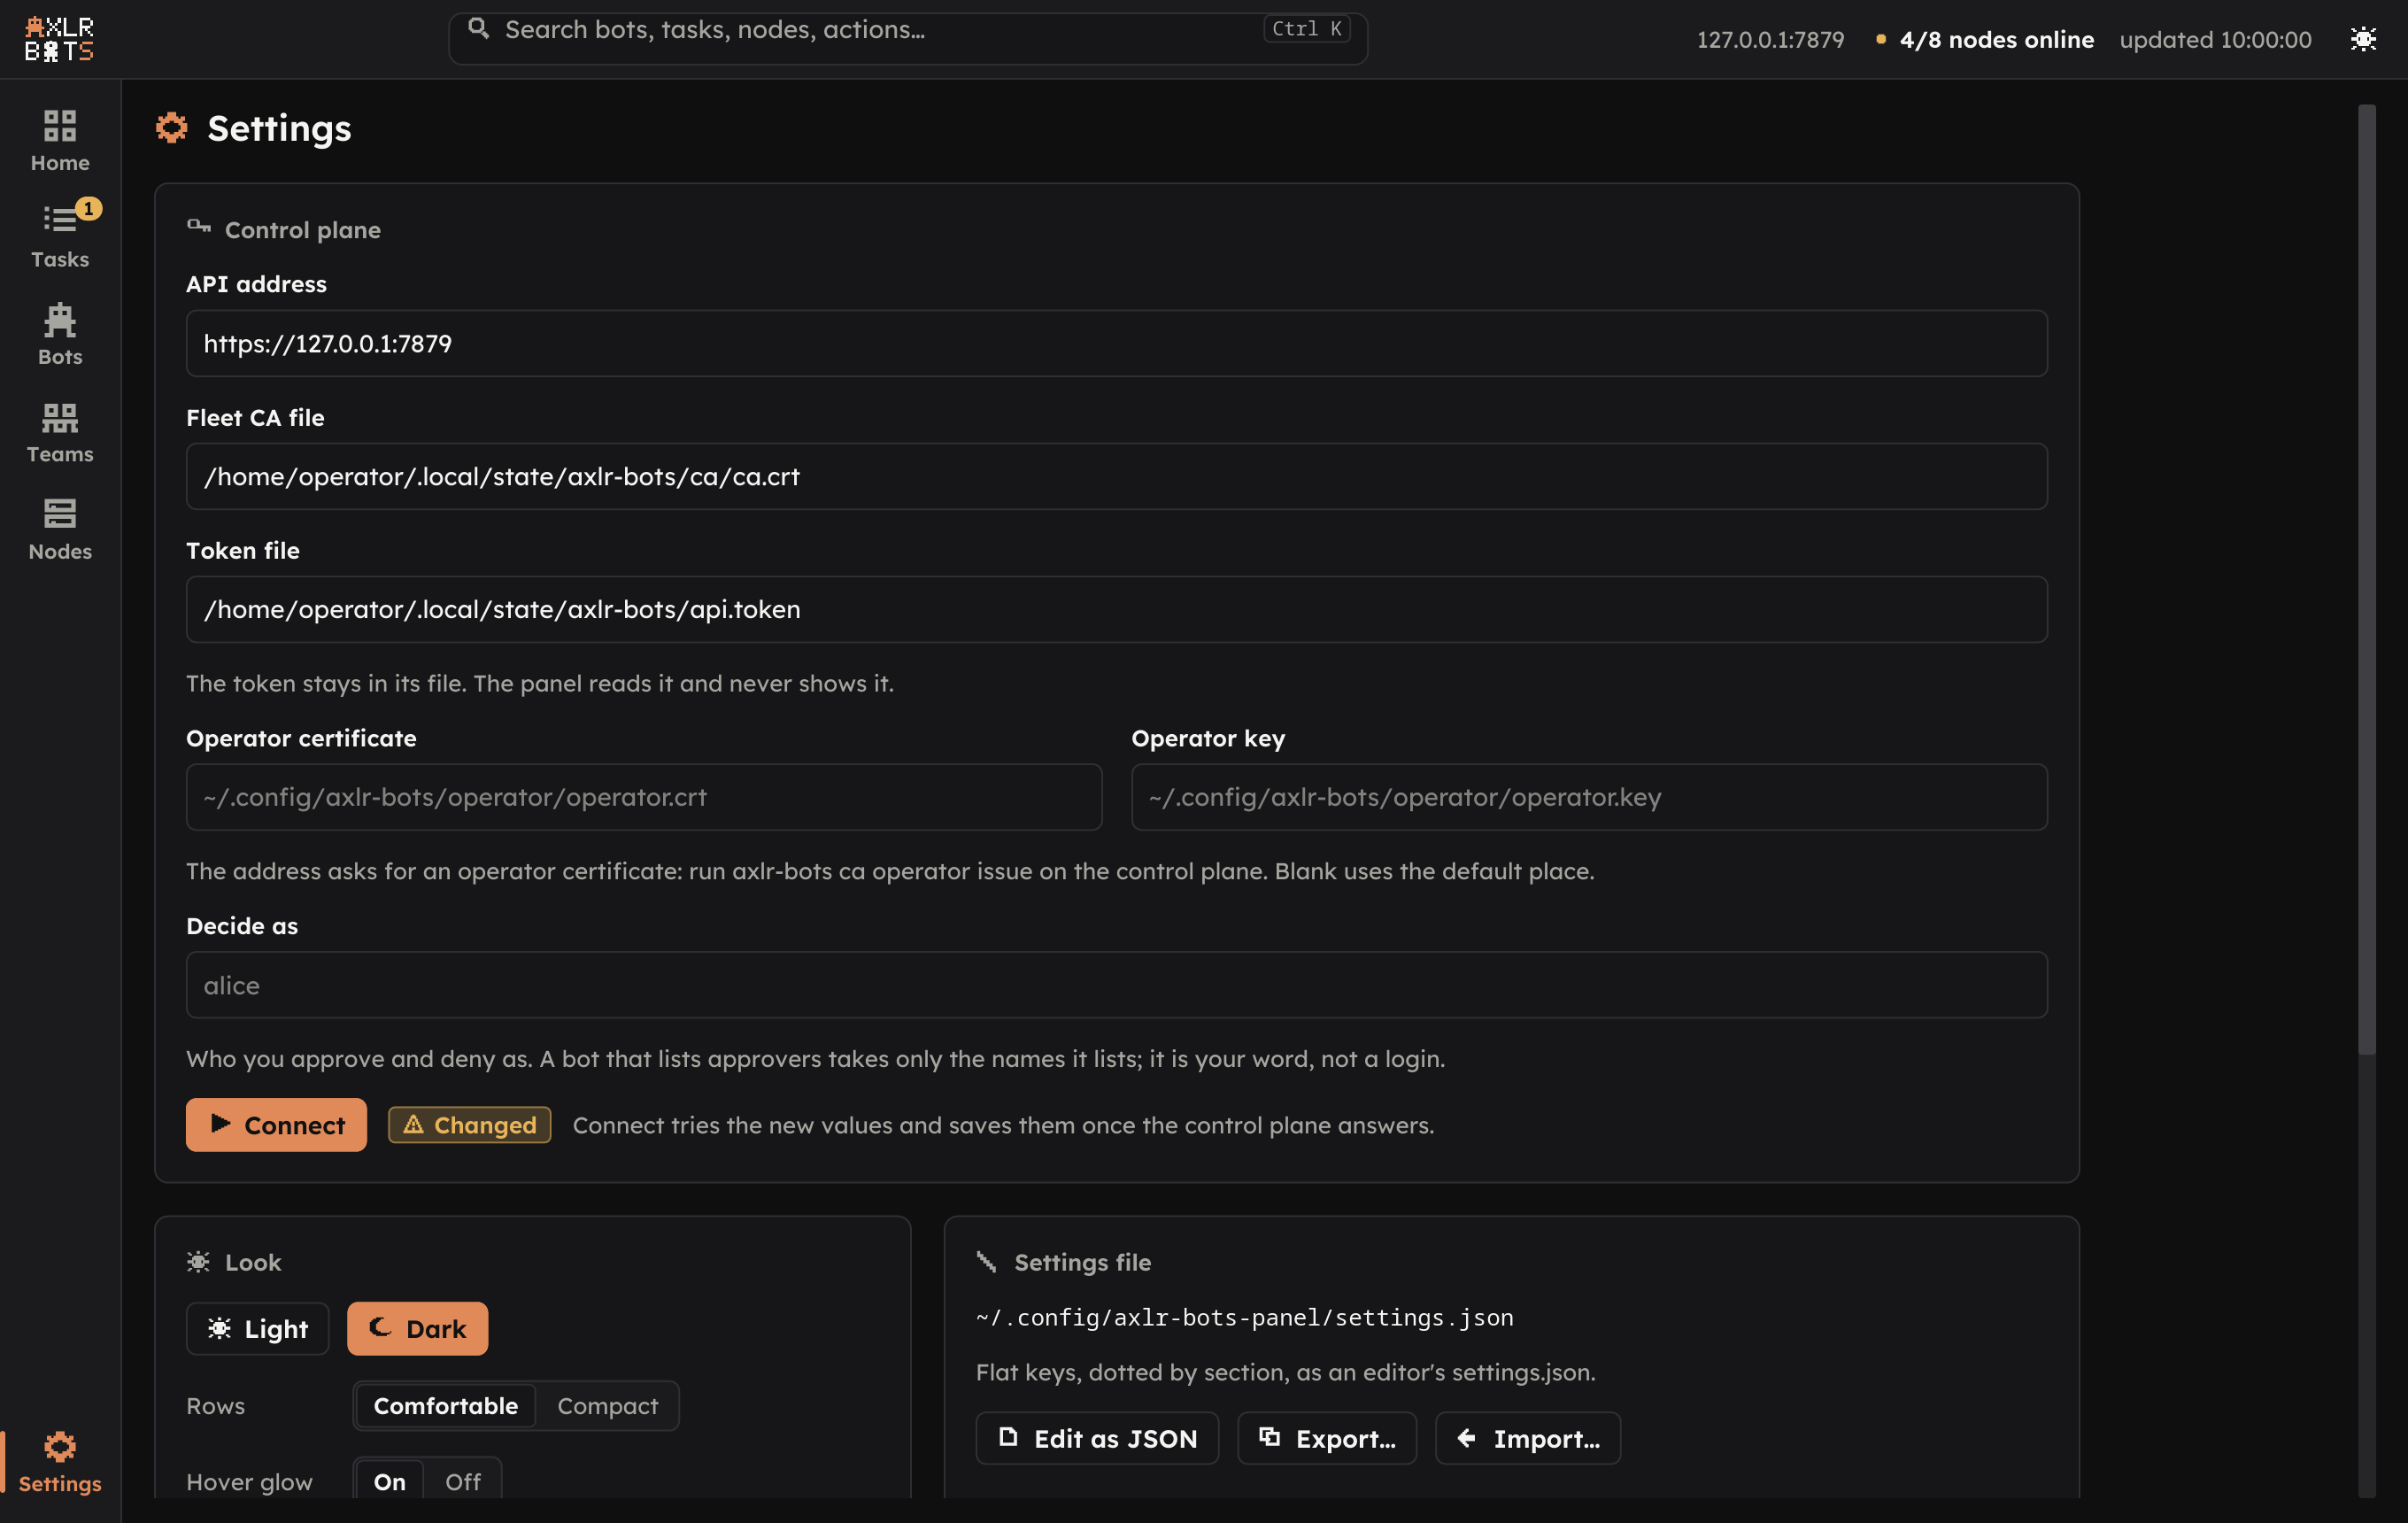 AXLR
BOTS
Search bots, tasks, nodes, actions...
Ctrl K
127.0.0.1:7879
4/8 nodes online
updated 10:00:00
Home
1
Tasks
Bots
Teams
Nodes
Settings
Settings
Control plane
API address
https://127.0.0.1:7879
Fleet CA file
/home/operator/.local/state/axlr-bots/ca/ca.crt
Token file
/home/operator/.local/state/axlr-bots/api.token
The token stays in its file. The panel reads it and never shows it.
Operator certificate
Operator key
~/.config/axlr-bots/operator/operator.crt
~/.config/axlr-bots/operator/operator.key
The address asks for an operator certificate: run axlr-bots ca operator issue on the control plane. Blank uses the default place.
Decide as
alice
Who you approve and deny as. A bot that lists approvers takes only the names it lists; it is your word, not a login.
Connect
Changed
Connect tries the new values and saves them once the control plane answers.
Look
Light
Dark
Rows
Comfortable
Compact
Hover glow
On
Off
Settings file
~/.config/axlr-bots-panel/settings.json
Flat keys, dotted by section, as an editor's settings.json.
Edit as JSON
Export...
Import...